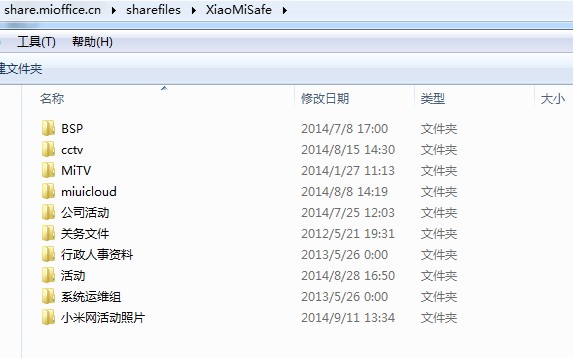 share.mioffice.cn ▸ sharefiles ▸ XiaoMiSafe ▸
工具(T) 帮助(H)
建文件夹
名称 修改日期 类型 大小
BSP 2014/7/8 17:00 文件夹
cctv 2014/8/15 14:30 文件夹
MiTV 2014/1/27 11:13 文件夹
miuicloud 2014/8/8 14:19 文件夹
公司活动 2014/7/25 12:03 文件夹
关务文件 2012/5/21 19:31 文件夹
行政人事资料 2013/5/26 0:00 文件夹
活动 2014/8/28 16:50 文件夹
系统运维组 2013/5/26 0:00 文件夹
小米网活动照片 2014/9/11 13:34 文件夹